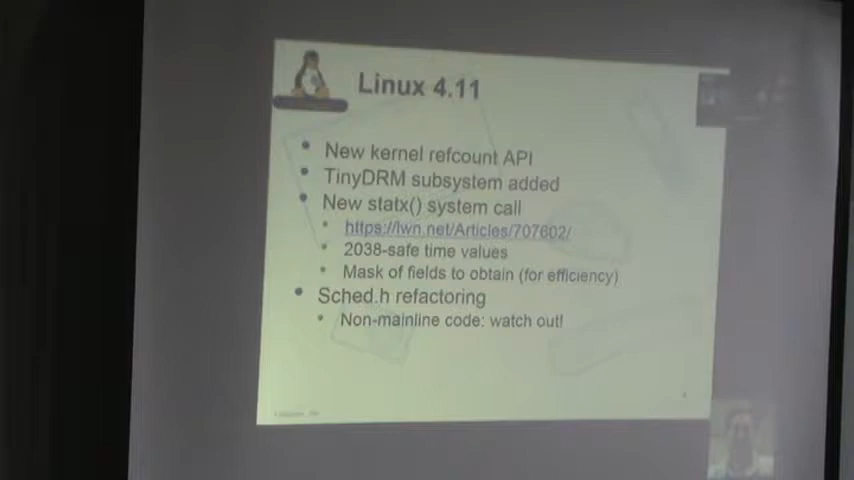 Linux 4.11
• New kernel refcount API
• TinyDRM subsystem added
• New statx() system call
• https://lwn.net/Articles/707602/
• 2038-safe time values
• Mask of fields to obtain (for efficiency)
• Sched.h refactoring
• Non-mainline code: watch out!